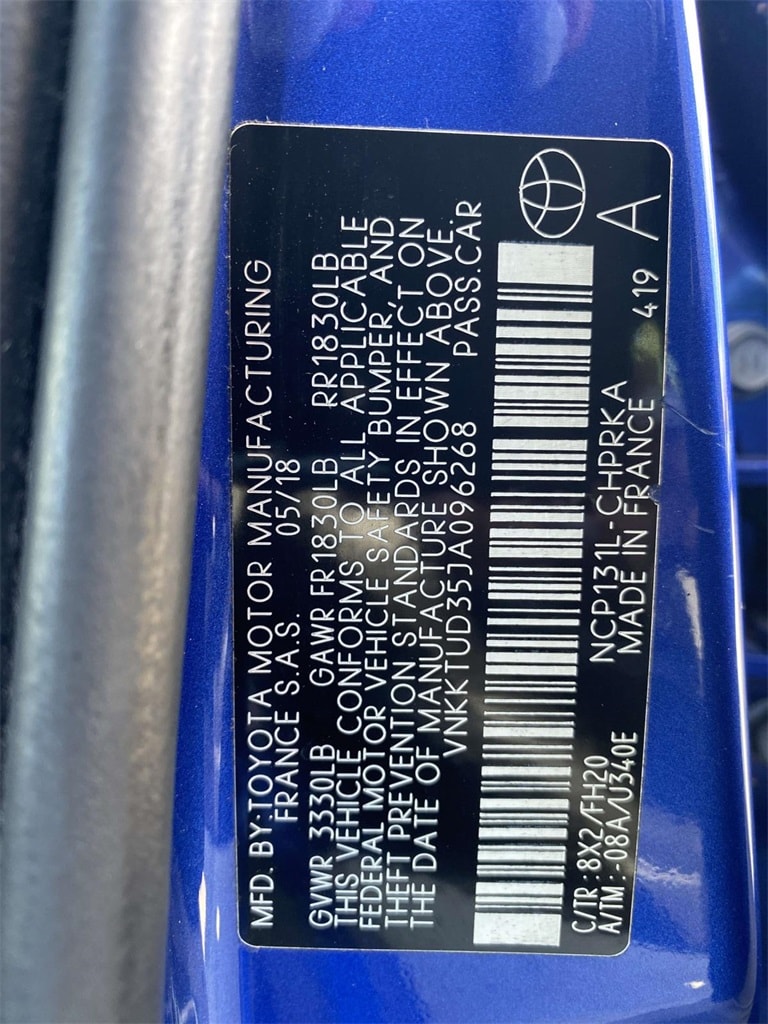 MFD. BY:TOYOTA MOTOR MANUFACTURING
FRANCE S.A.S. 05/18
GVWR 3330LB GAWR FR1830LB RR1830LB
THIS VEHICLE CONFORMS TO ALL APPLICABLE
FEDERAL MOTOR VEHICLE SAFETY BUMPER, AND
THEFT PREVENTION STANDARDS IN EFFECT ON
THE DATE OF MANUFACTURE SHOWN ABOVE.
VNKKTUD35JA096268 PASS.CAR
C/TR: 8X2/FH20 NCP131L-CHPRKA 419 A
A/TM: -08A/U340E MADE IN FRANCE